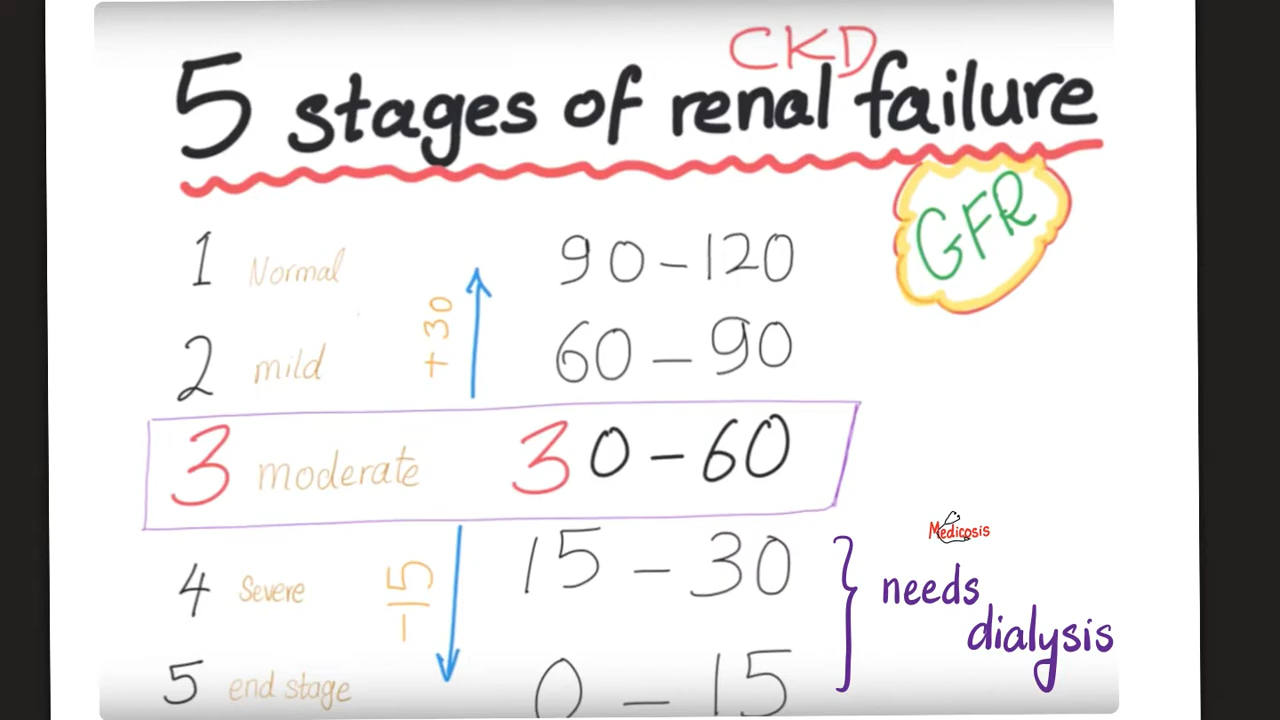 CKD
5 stages of renal failure
GFR
1 Normal 90-120
+30
2 mild 60-90
3 moderate 30-60
Medicosis
4 Severe 15-30
-15
needs
dialysis
5 end stage 0-15